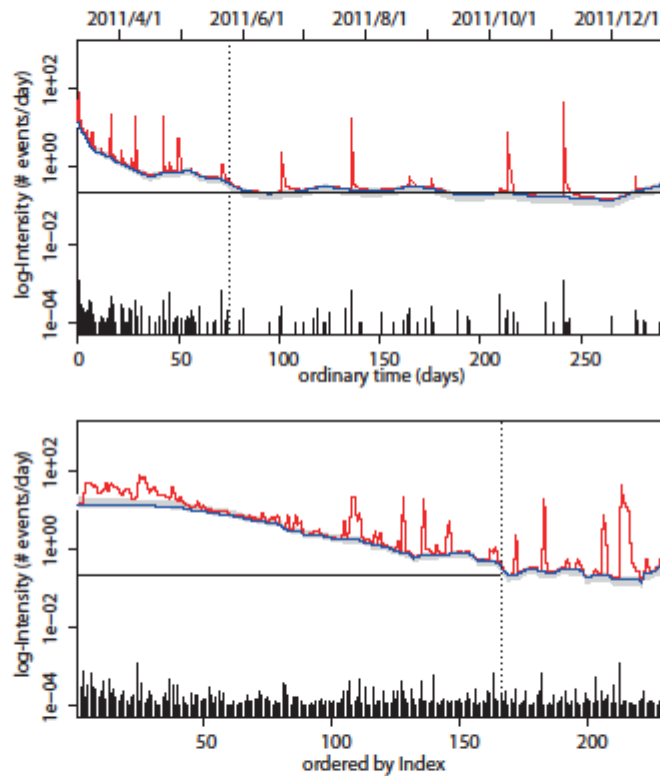 2011/4/1 2011/6/1 2011/8/1 2011/10/1 2011/12/1
log-Intensity (# events/day)
1e+02
1e+00
1e-02
1e-04
0 50 100 150 200 250
ordinary time (days)
log-Intensity (# events/day)
1e+02
1e+00
1e-02
1e-04
50 100 150 200
ordered by Index